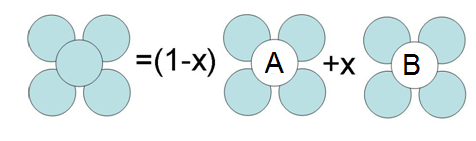 =(1-x) A +x B